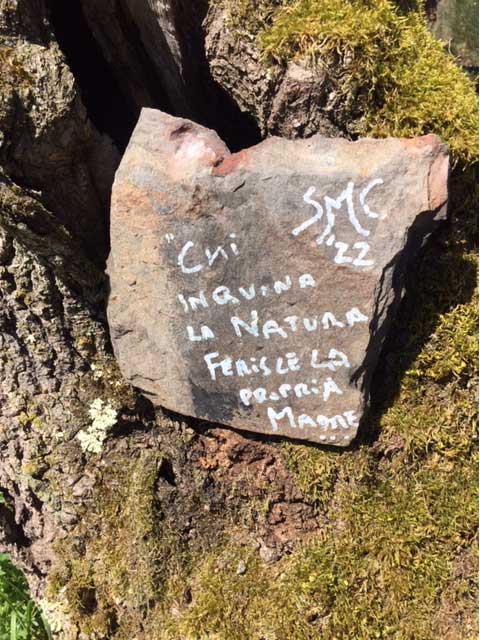 SMC
'22
"Chi
INQUINA
LA NATURA
FERISCE LA
PROPRIA
MADRE
...